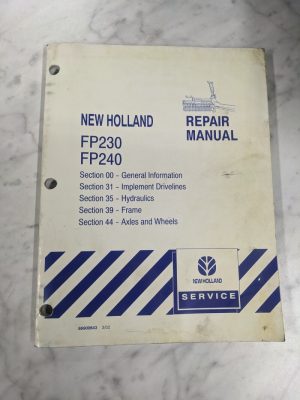 NEW HOLLAND
REPAIR
MANUAL
FP230
FP240
Section 00 - General Information
Section 31 - Implement Drivelines
Section 35 - Hydraulics
Section 39 - Frame
Section 44 - Axles and Wheels
NEW HOLLAND
SERVICE